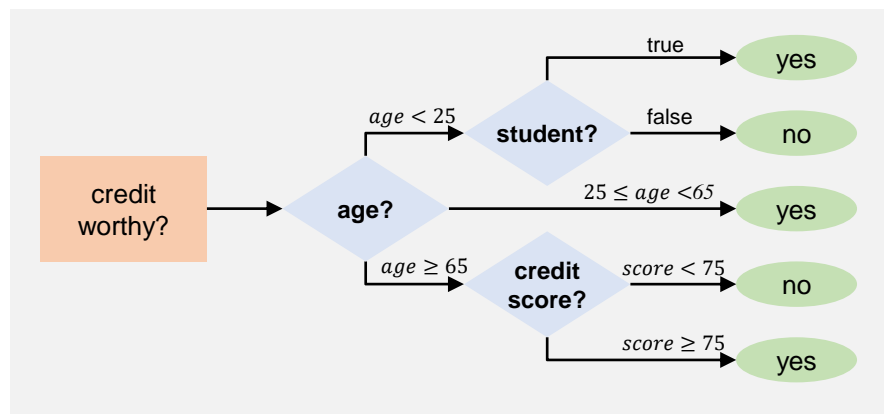 true
yes
age < 25
student?
false
no
credit
worthy?
age?
25 ≤ age <65
yes
age ≥ 65
credit
score?
score < 75
no
score ≥ 75
yes